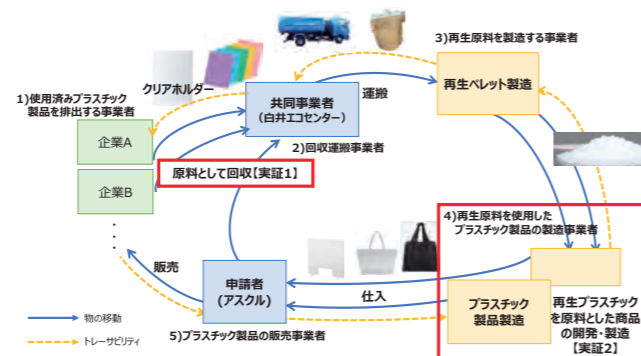 クリアホルダー
1)使用済みプラスチック
製品を排出する事業者
企業A
企業B
共同事業者
(白井エコセンター)
運搬
2)回収運搬事業者
原料として回収【実証1】
3)再生原料を製造する事業者
再生ペレット製造
4)再生原料を使用した
プラスチック製品の製造事業者
プラスチック
製品製造
再生プラスチック
を原料とした商品
の開発・製造
【実証2】
仕入
申請者
(アスクル)
販売
5)プラスチック製品の販売事業者
物の移動
トレーサビリティ